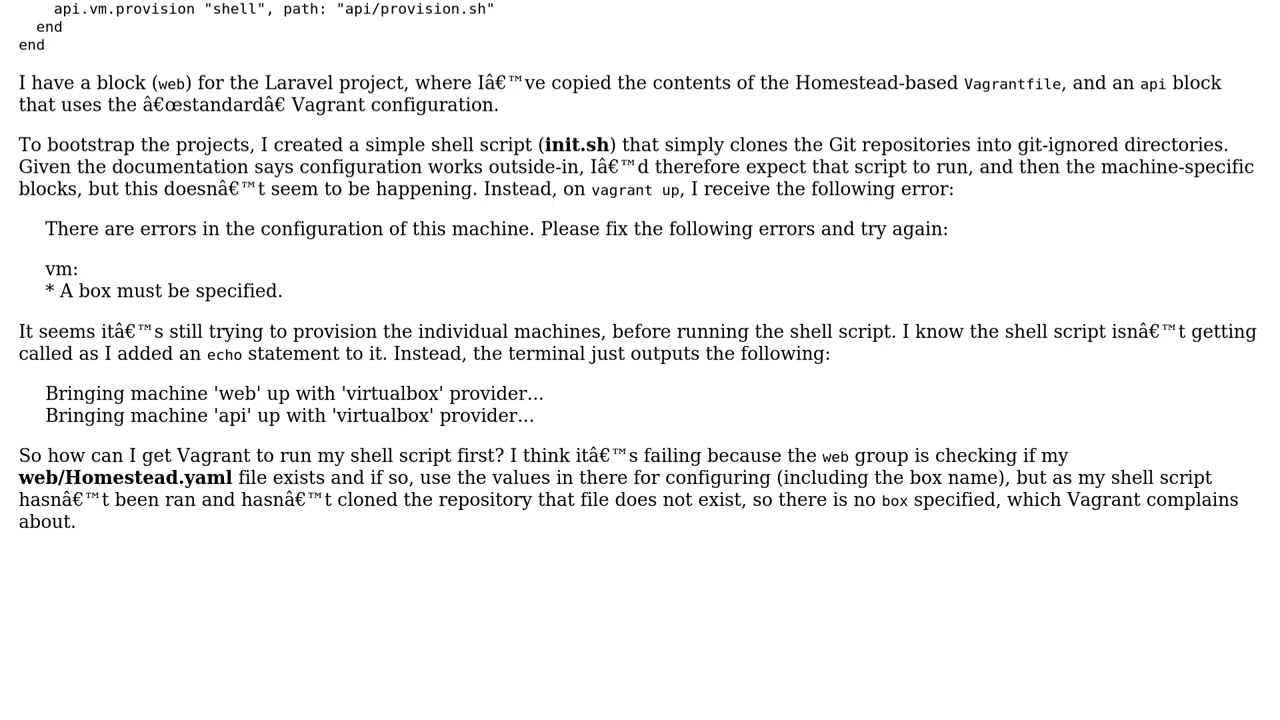 api.vm.provision "shell", path: "api/provision.sh"
end
end
I have a block (web) for the Laravel project, where Iâ€™ve copied the contents of the Homestead-based Vagrantfile, and an api block
that uses the â€œstandardâ€ Vagrant configuration.
To bootstrap the projects, I created a simple shell script (init.sh) that simply clones the Git repositories into git-ignored directories.
Given the documentation says configuration works outside-in, Iâ€™d therefore expect that script to run, and then the machine-specific
blocks, but this doesnâ€™t seem to be happening. Instead, on vagrant up, I receive the following error:
There are errors in the configuration of this machine. Please fix the following errors and try again:
vm:
* A box must be specified.
It seems itâ€™s still trying to provision the individual machines, before running the shell script. I know the shell script isnâ€™t getting
called as I added an echo statement to it. Instead, the terminal just outputs the following:
Bringing machine 'web' up with 'virtualbox' provider...
Bringing machine 'api' up with 'virtualbox' provider...
So how can I get Vagrant to run my shell script first? I think itâ€™s failing because the web group is checking if my
web/Homestead.yaml file exists and if so, use the values in there for configuring (including the box name), but as my shell script
hasnâ€™t been ran and hasnâ€™t cloned the repository that file does not exist, so there is no box specified, which Vagrant complains
about.